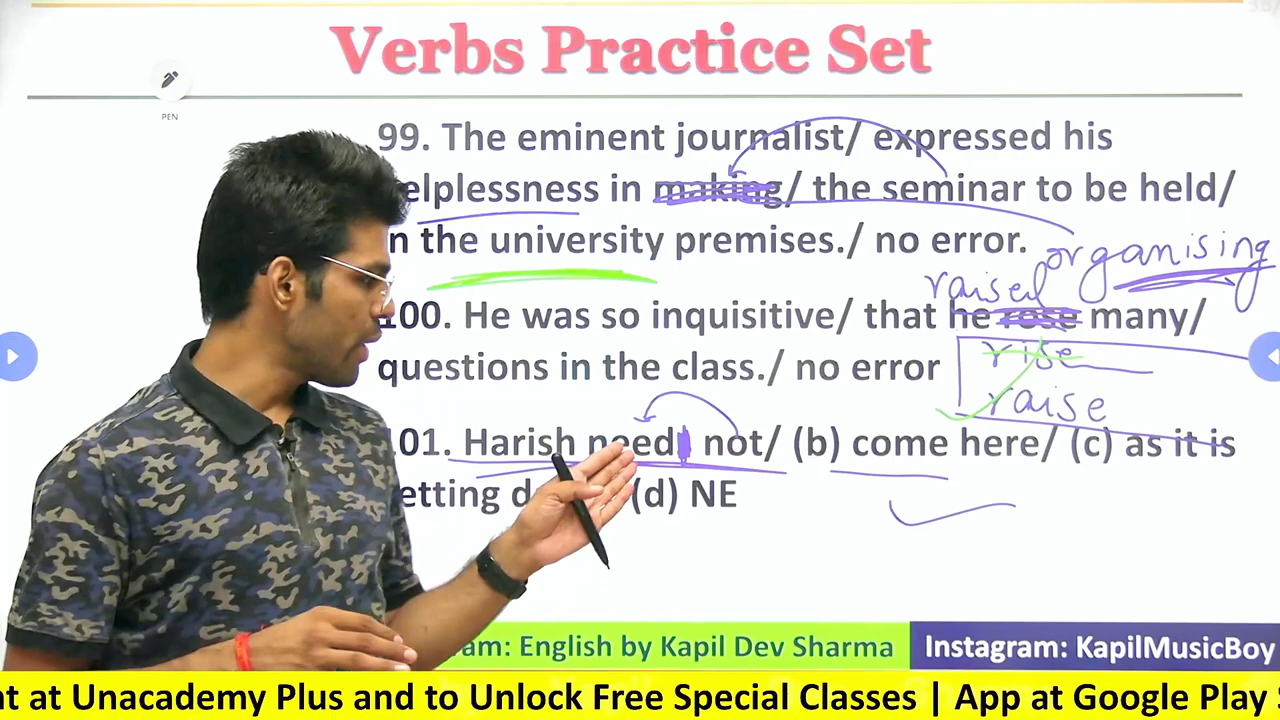 Verbs Practice Set
PEN
99. The eminent journalist/ expressed his
elplessness in making/ the seminar to be held/
n the university premises./ no error.
organising
raised
100. He was so inquisitive/ that he rose many/
rise
questions in the class./ no error
raise
101. Harish need not/ (b) come here/ (c) as it is
etting d (d) NE
am: English by Kapil Dev Sharma
Instagram: KapilMusicBoy
at at Unacademy Plus and to Unlock Free Special Classes | App at Google Play S